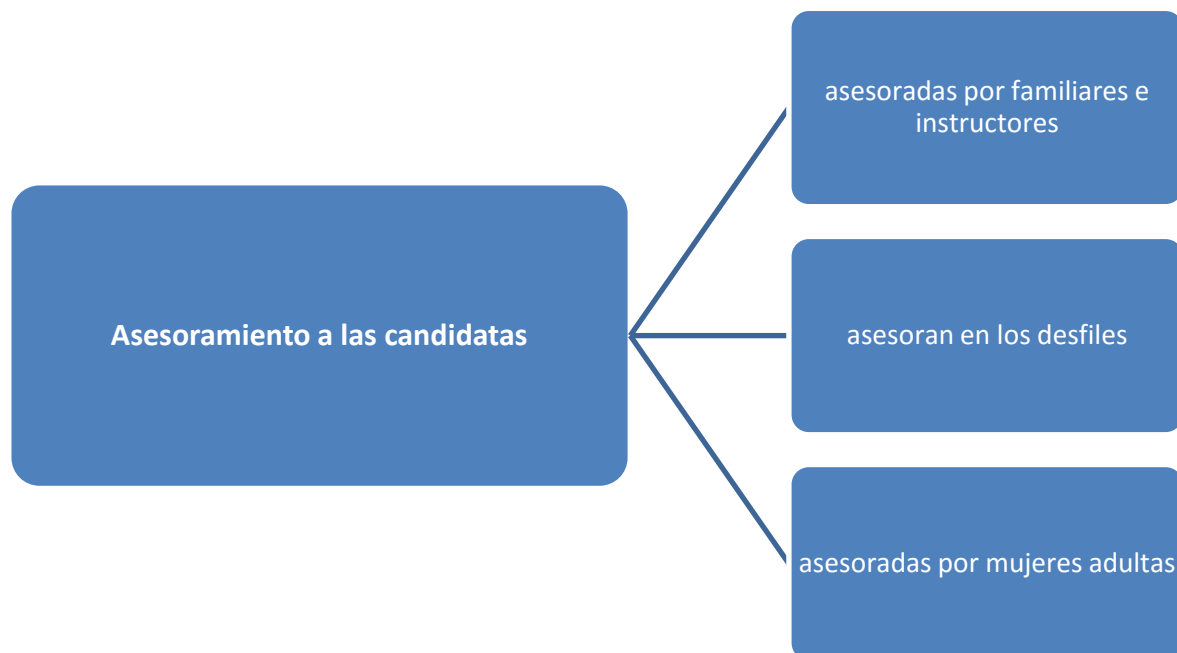 asesoradas por familiares e
instructores
Asesoramiento a las candidatas
asesoran en los desfiles
asesoradas por mujeres adultas